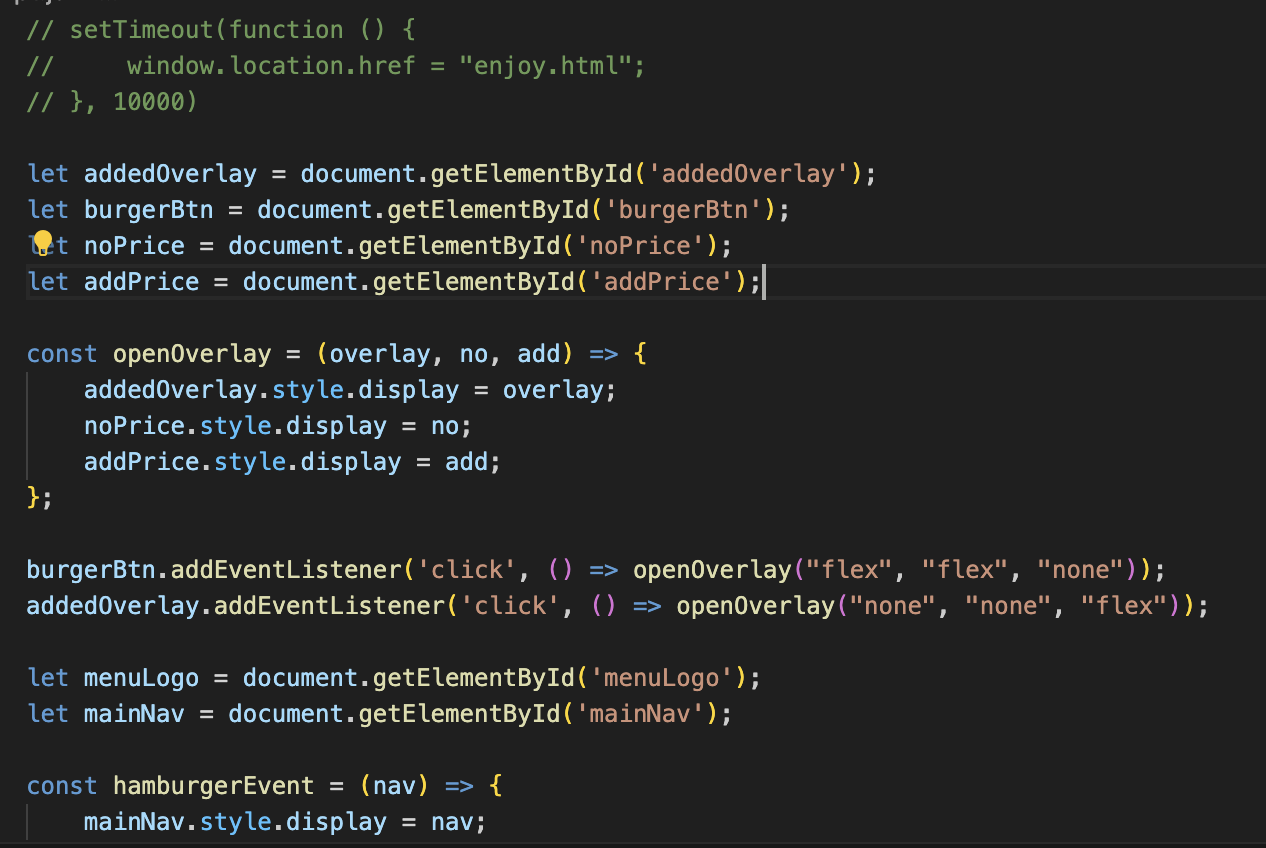 // setTimeout(function () {
//     window.location.href = "enjoy.html";
// }, 10000)
let addedOverlay = document.getElementById('addedOverlay');
let burgerBtn = document.getElementById('burgerBtn');
let noPrice = document.getElementById('noPrice');
let addPrice = document.getElementById('addPrice');
const openOverlay = (overlay, no, add) => {
    addedOverlay.style.display = overlay;
    noPrice.style.display = no;
    addPrice.style.display = add;
};
burgerBtn.addEventListener('click', () => openOverlay("flex", "flex", "none"));
addedOverlay.addEventListener('click', () => openOverlay("none", "none", "flex"));
let menuLogo = document.getElementById('menuLogo');
let mainNav = document.getElementById('mainNav');
const hamburgerEvent = (nav) => {
    mainNav.style.display = nav;